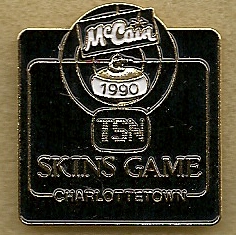 McCain
1990
TSN
SKINS GAME
CHARLOTTETOWN